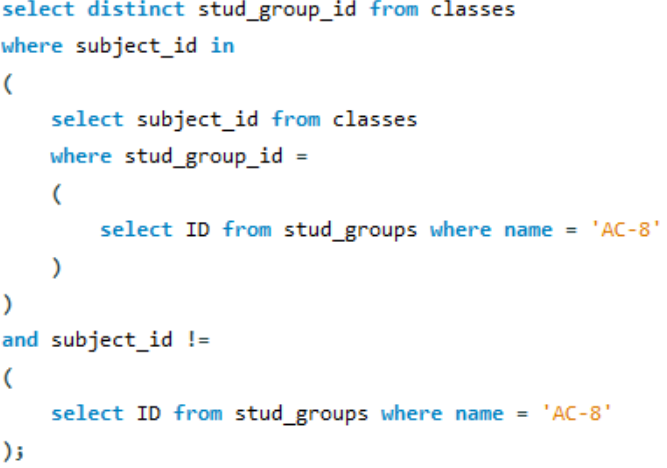 select distinct stud_group_id from classes
where subject_id in
(
    select subject_id from classes
    where stud_group_id =
    (
        select ID from stud_groups where name = 'AC-8'
    )
)
and subject_id !=
(
    select ID from stud_groups where name = 'AC-8'
);